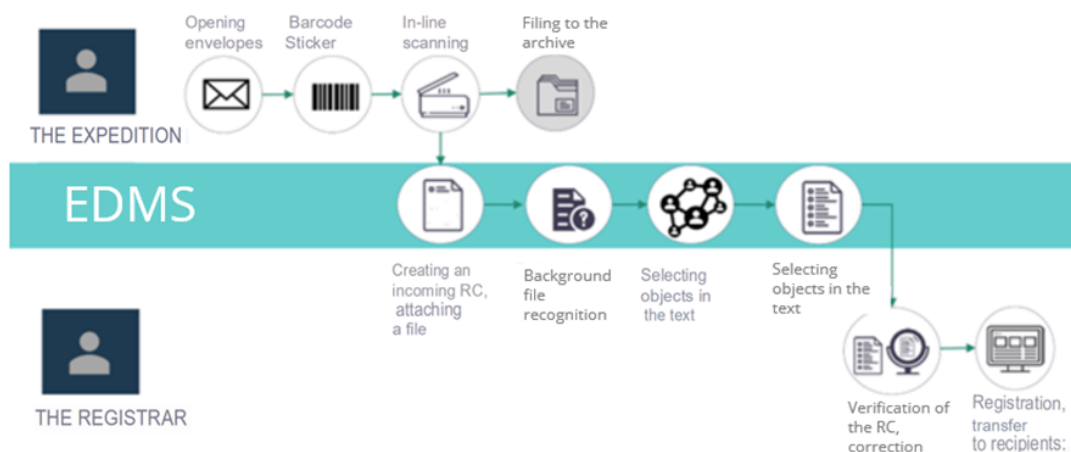 Opening
envelopes
Barcode
Sticker
In-line
scanning
Filing to the
archive
THE EXPEDITION
EDMS
Creating an
incoming RC,
attaching
a file
Background
file
recognition
Selecting
objects in
the text
Selecting
objects in the
text
THE REGISTRAR
Verification of
the RC,
correction
Registration,
transfer
to recipients: